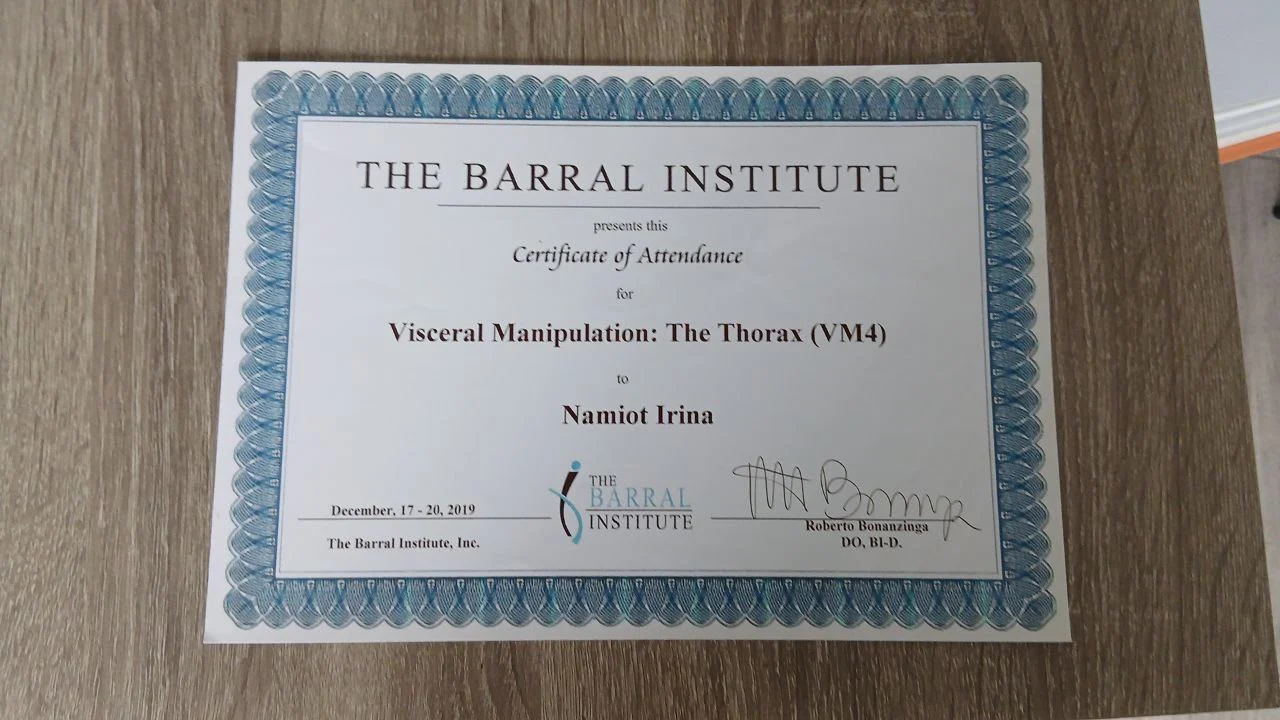 THE BARRAL INSTITUTE
presents this
Certificate of Attendance
for
Visceral Manipulation: The Thorax (VM4)
to
Namiot Irina
December, 17 - 20, 2019
The Barral Institute, Inc.
THE
BARRAL
INSTITUTE
Roberto Bonanzinga
DO, BI-D.